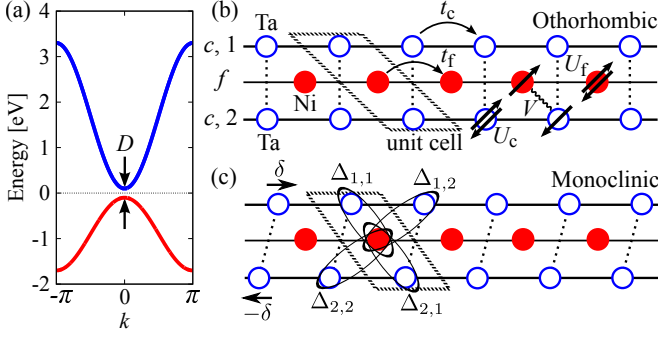 (a)
Energy [eV]
4
3
2
1
0
−1
−2
D
−π
0
π
k
(b)
Ta
t_c
Othorhombic
c, 1
f
t_f
U_f
Ni
V
c, 2
U_c
Ta
unit cell
(c)
δ
Δ_{1,1}
Δ_{1,2}
Monoclinic
−δ
Δ_{2,2}
Δ_{2,1}